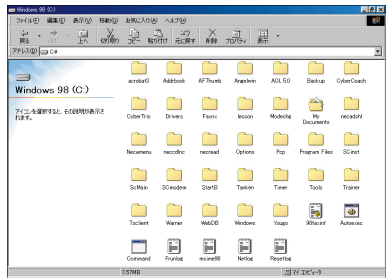 Windows 98 (C:)
ファイル(F) 編集(E) 表示(V) 移動(G) お気に入り(A) ヘルプ(H)
戻る 進む 上へ 切り取り コピー 貼り付け 元に戻す 削除 プロパティ 表示
アドレス(D) C:¥
Windows 98 (C:)
アイコンを選択すると、その説明が表示されます。
acrobat3 Addrbook AFThumb Angelwin AOL 5.0 Backup CyberCoach
CyberTrio Drivers Faxnx lesson Modechg My Documents necadshl
Necamenu neccdinc necread Options Pcp Program Files SCinst
ScMain SCmodem StartB Tanken Timer Tools Trainer
Tsclient Warner WebDB Windows Yougo 98fax.inf Autoexec
Command Frunlog msime98 Netlog Resetlog
1.57MB マイ コンピュータ